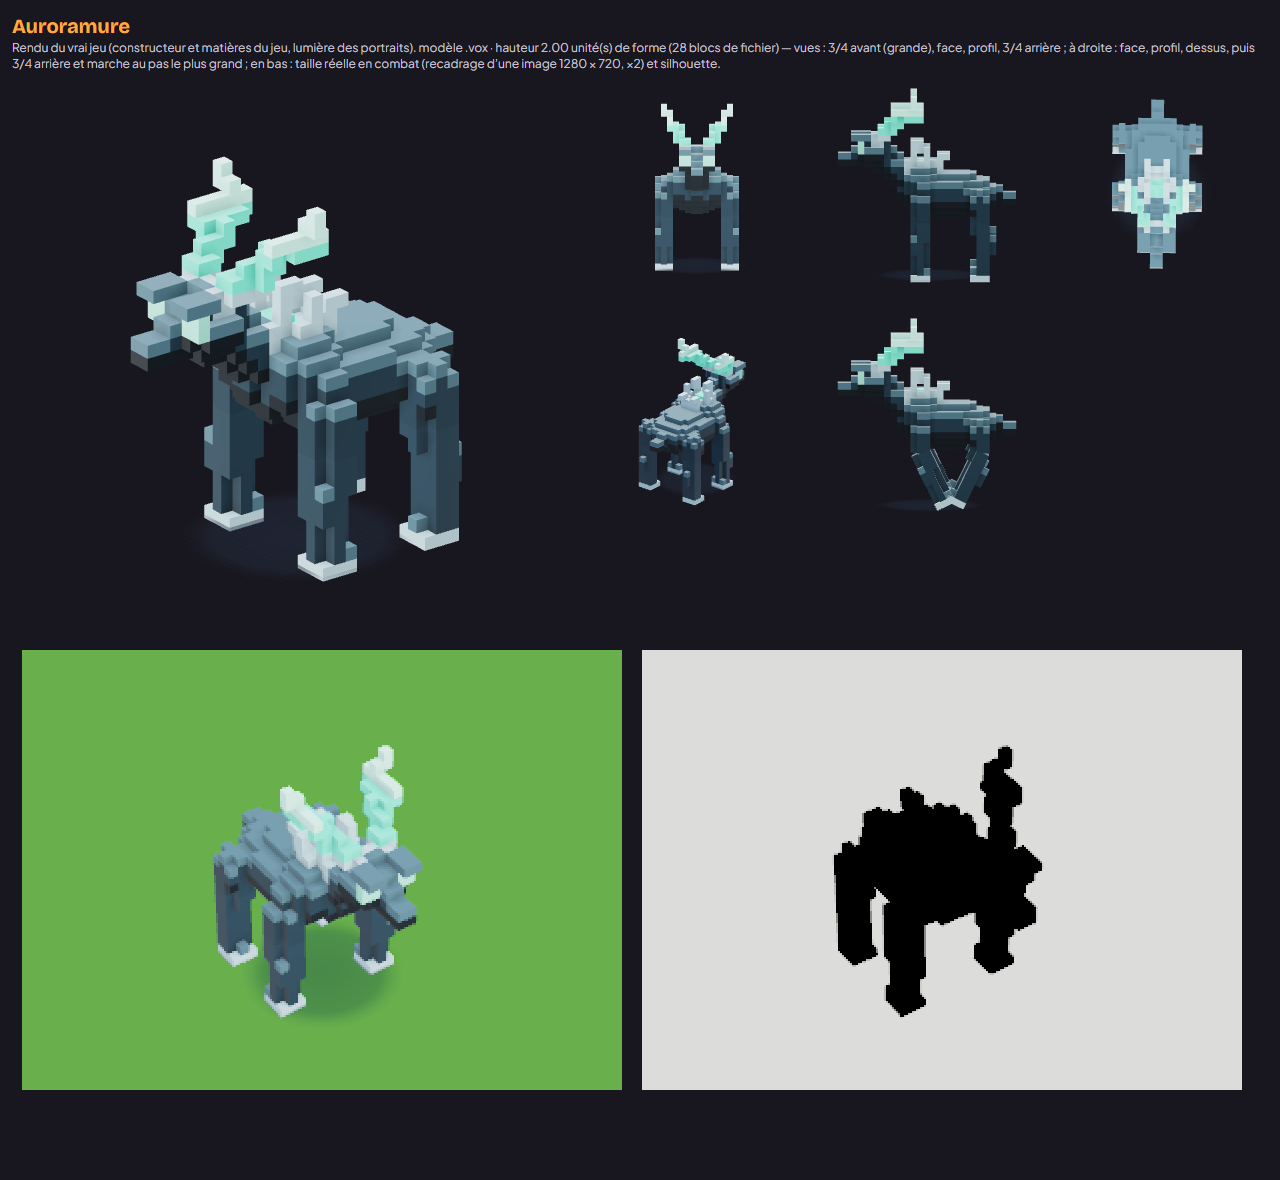 Auroramure
Rendu du vrai jeu (constructeur et matières du jeu, lumière des portraits). modèle .vox · hauteur 2.00 unité(s) de forme (28 blocs de fichier) — vues : 3/4 avant (grande), face, profil, 3/4 arrière ; à droite : face, profil, dessus, puis
3/4 arrière et marche au pas le plus grand ; en bas : taille réelle en combat (recadrage d'une image 1280 × 720, ×2) et silhouette.